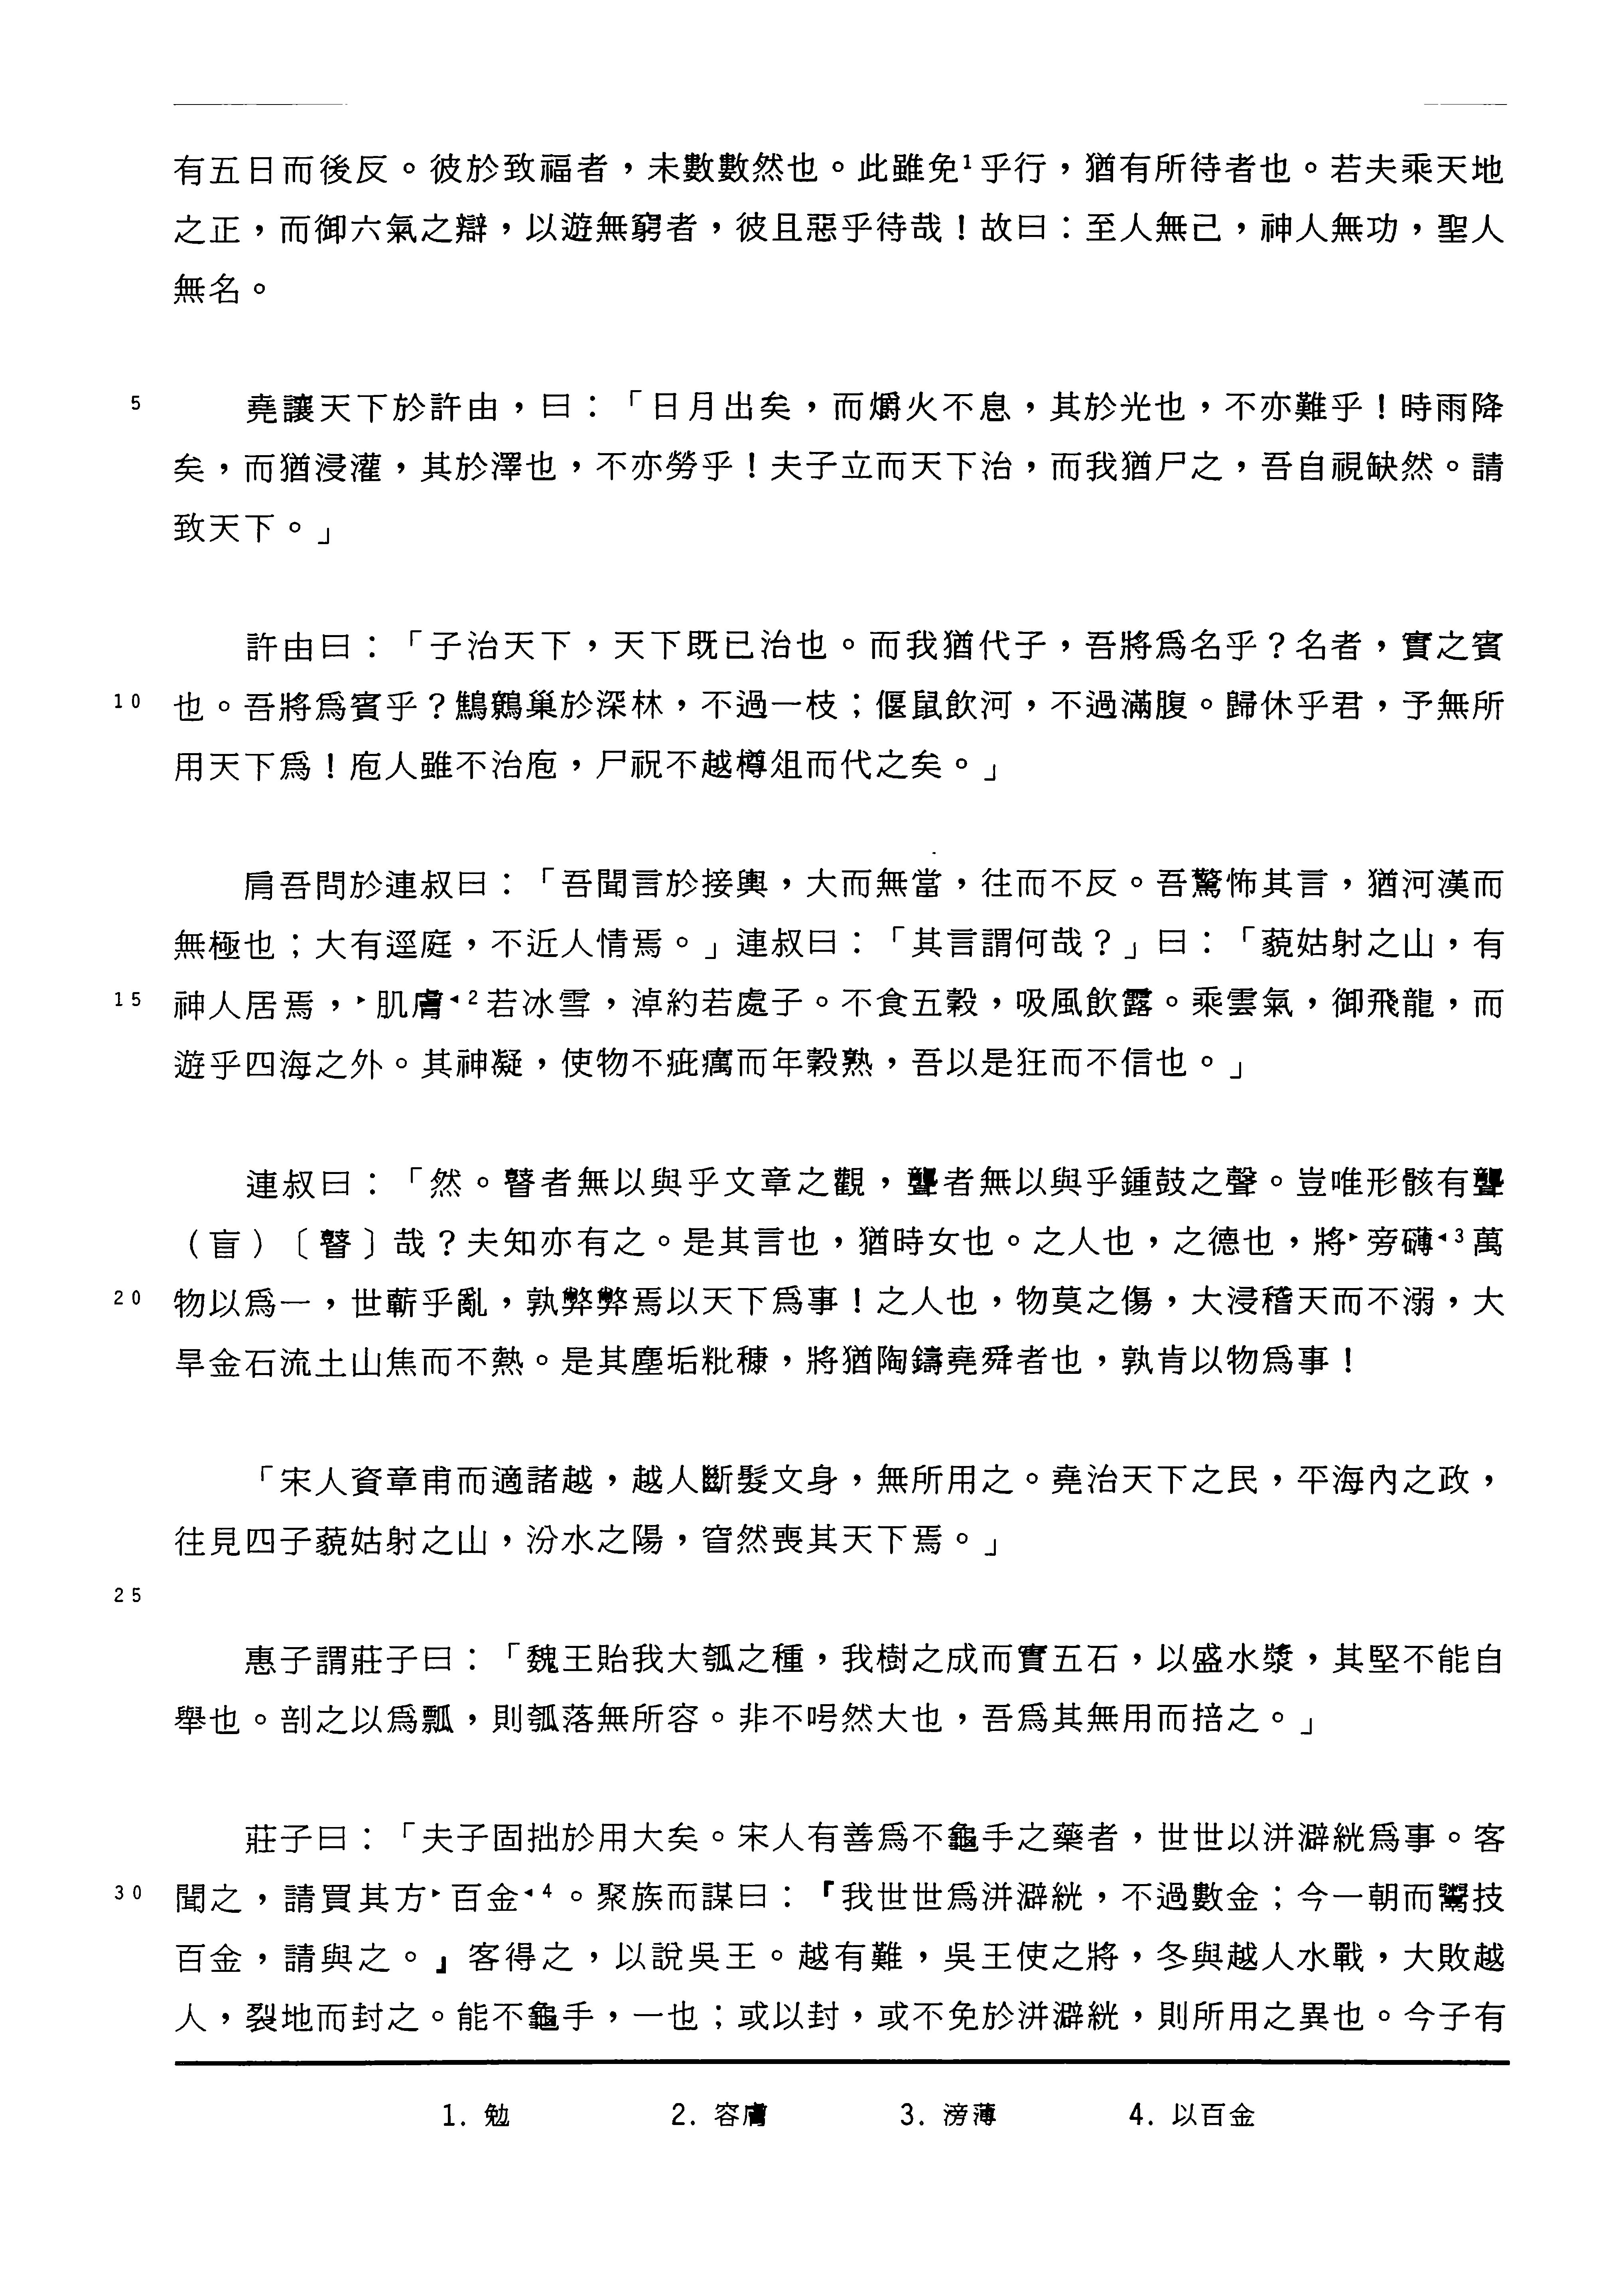 有五日而後反。彼於致福者，未數數然也。此雖免1乎行，猶有所待者也。若夫乘天地
之正，而御六氣之辯，以遊無窮者，彼且惡乎待哉！故曰：至人無己，神人無功，聖人
無名。
5 堯讓天下於許由，曰：「日月出矣，而爝火不息，其於光也，不亦難乎！時雨降
矣，而猶浸灌，其於澤也，不亦勞乎！夫子立而天下治，而我猶尸之，吾自視缺然。請
致天下。」
許由曰：「子治天下，天下既已治也。而我猶代子，吾將爲名乎？名者，實之賓
10 也。吾將爲賓乎？鷦鷯巢於深林，不過一枝；偃鼠飲河，不過滿腹。歸休乎君，予無所
用天下爲！庖人雖不治庖，尸祝不越樽俎而代之矣。」
肩吾問於連叔曰：「吾聞言於接輿，大而無當，往而不反。吾驚怖其言，猶河漢而
無極也；大有逕庭，不近人情焉。」連叔曰：「其言謂何哉？」曰：「藐姑射之山，有
15 神人居焉，▸肌膚◂2若冰雪，淖約若處子。不食五穀，吸風飲露。乘雲氣，御飛龍，而
遊乎四海之外。其神凝，使物不疵癘而年穀熟，吾以是狂而不信也。」
連叔曰：「然。瞽者無以與乎文章之觀，聾者無以與乎鍾鼓之聲。豈唯形骸有聾
（盲）〔瞽〕哉？夫知亦有之。是其言也，猶時女也。之人也，之德也，將▸旁礴◂3萬
20 物以爲一，世蘄乎亂，孰弊弊焉以天下爲事！之人也，物莫之傷，大浸稽天而不溺，大
旱金石流土山焦而不熱。是其塵垢粃穅，將猶陶鑄堯舜者也，孰肯以物爲事！
「宋人資章甫而適諸越，越人斷髮文身，無所用之。堯治天下之民，平海內之政，
往見四子藐姑射之山，汾水之陽，窅然喪其天下焉。」
25
惠子謂莊子曰：「魏王貽我大瓠之種，我樹之成而實五石，以盛水漿，其堅不能自
舉也。剖之以爲瓢，則瓠落無所容。非不呺然大也，吾爲其無用而掊之。」
莊子曰：「夫子固拙於用大矣。宋人有善爲不龜手之藥者，世世以洴澼絖爲事。客
30 聞之，請買其方▸百金◂4。聚族而謀曰：『我世世爲洴澼絖，不過數金；今一朝而鬻技
百金，請與之。』客得之，以說吳王。越有難，吳王使之將，冬與越人水戰，大敗越
人，裂地而封之。能不龜手，一也；或以封，或不免於洴澼絖，則所用之異也。今子有
1. 勉 2. 容膚 3. 滂薄 4. 以百金